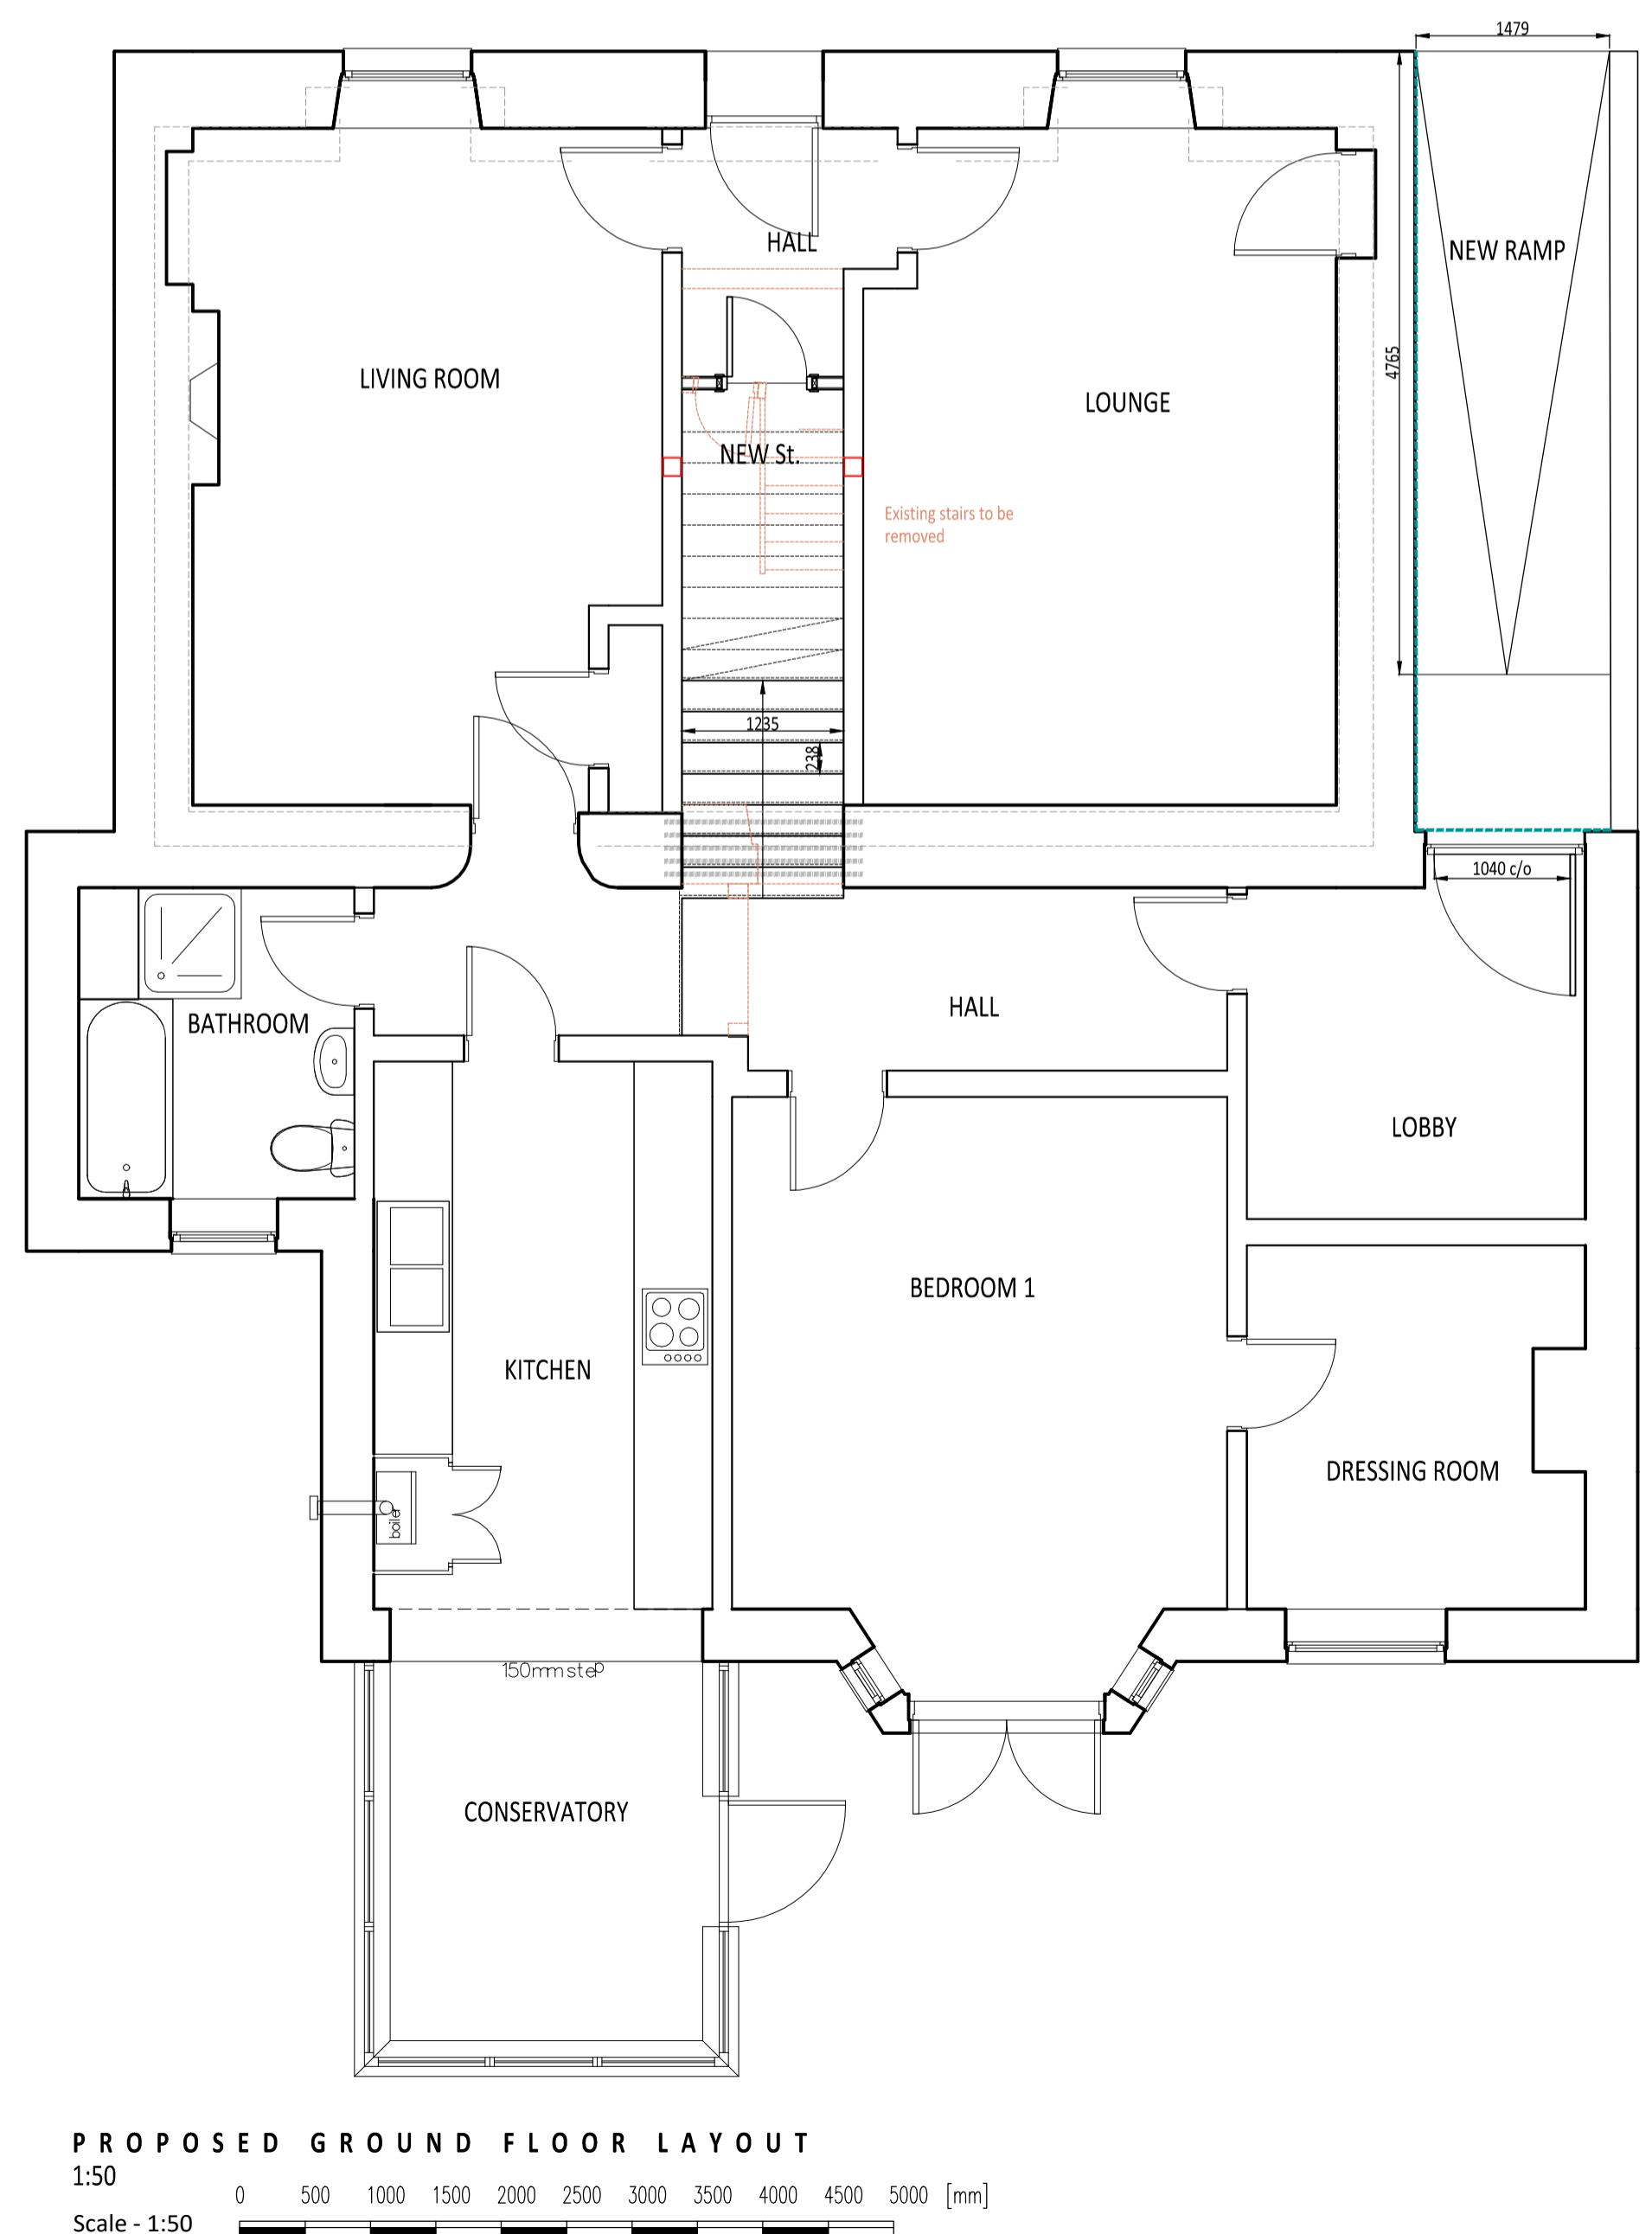 1479
HALL
NEW RAMP
4765
LIVING ROOM
LOUNGE
NEW St.
Existing stairs to be
removed
1235
238
1040 c/o
HALL
BATHROOM
LOBBY
BEDROOM 1
KITCHEN
DRESSING ROOM
boiler
150mm step
CONSERVATORY
PROPOSED GROUND FLOOR LAYOUT
1:50
0 500 1000 1500 2000 2500 3000 3500 4000 4500 5000 [mm]
Scale - 1:50